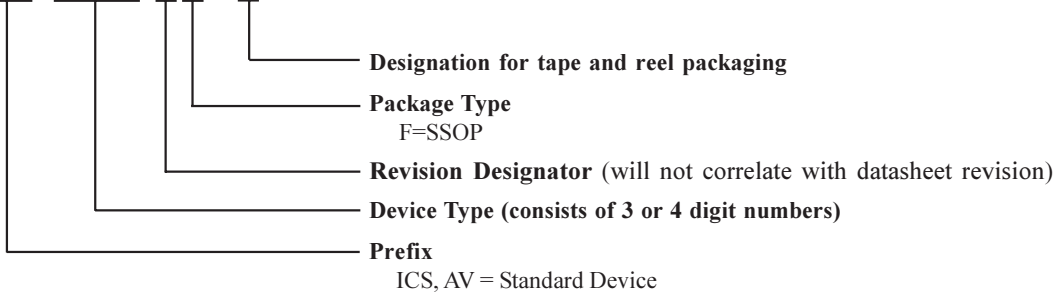 Designation for tape and reel packaging
Package Type
F=SSOP
Revision Designator (will not correlate with datasheet revision)
Device Type (consists of 3 or 4 digit numbers)
Prefix
ICS, AV = Standard Device